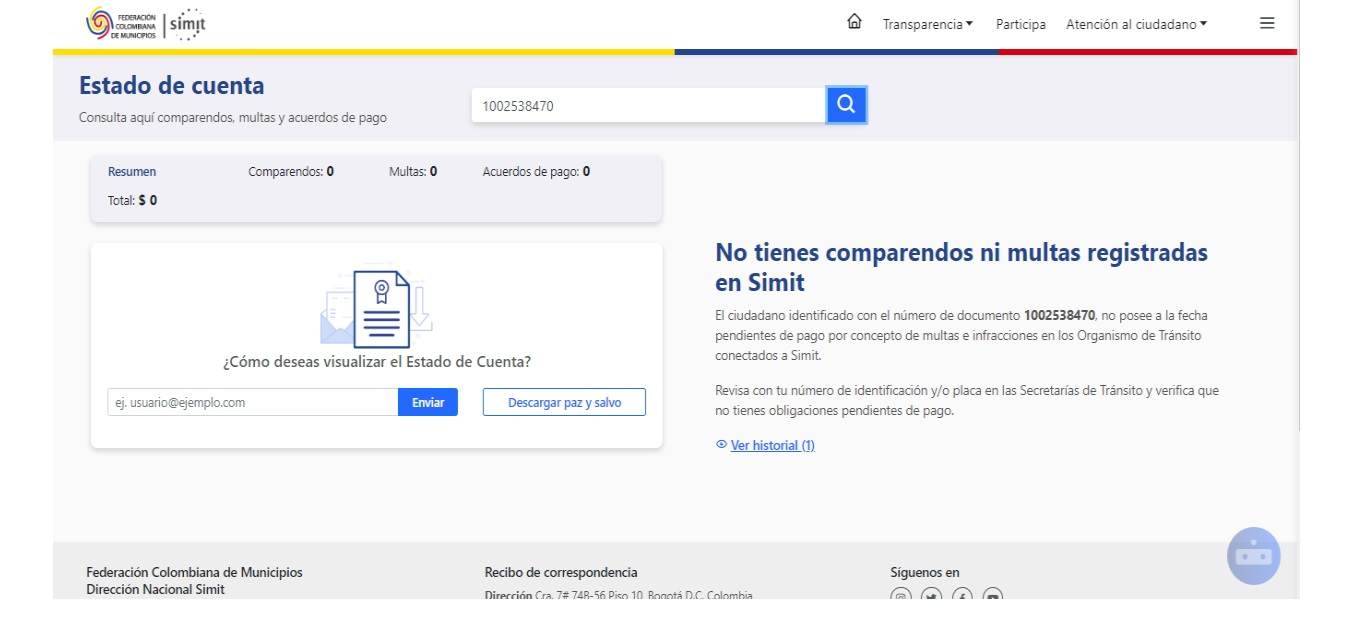 FEDERACIÓN
COLOMBIANA
DE MUNICIPIOS
simit
Transparencia
Participa
Atención al ciudadano
Estado de cuenta
Consulta aquí comparendos, multas y acuerdos de pago
1002538470
Resumen
Comparendos: 0
Multas: 0
Acuerdos de pago: 0
Total: $ 0
¿Cómo deseas visualizar el Estado de Cuenta?
ej. usuario@ejemplo.com
Enviar
Descargar paz y salvo
No tienes comparendos ni multas registradas
en Simit
El ciudadano identificado con el número de documento 1002538470, no posee a la fecha
pendientes de pago por concepto de multas e infracciones en los Organismo de Tránsito
conectados a Simit.
Revisa con tu número de identificación y/o placa en las Secretarías de Tránsito y verifica que
no tienes obligaciones pendientes de pago.
Ver historial (1)
Federación Colombiana de Municipios
Dirección Nacional Simit
Recibo de correspondencia
Dirección Cra. 7# 74B-56 Piso 10, Bogotá D.C. Colombia
Síguenos en